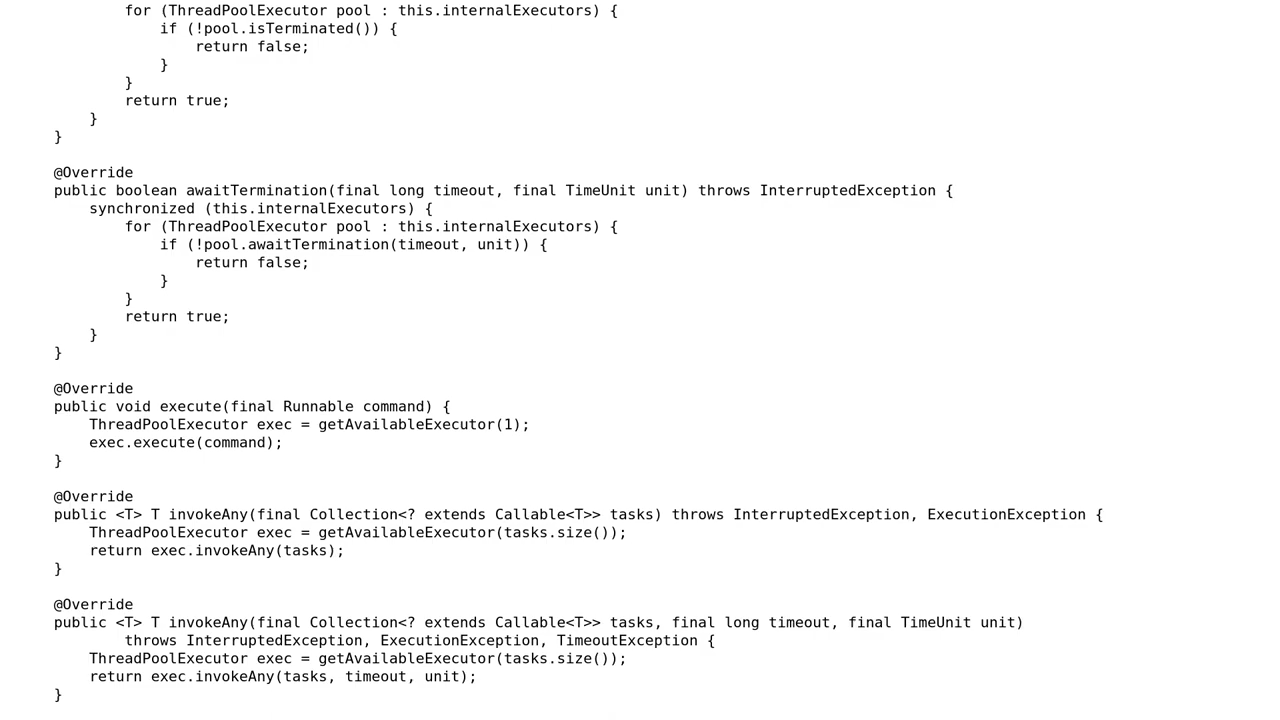 for (ThreadPoolExecutor pool : this.internalExecutors) {
            if (!pool.isTerminated()) {
                return false;
            }
        }
        return true;
    }
}

@Override
public boolean awaitTermination(final long timeout, final TimeUnit unit) throws InterruptedException {
    synchronized (this.internalExecutors) {
        for (ThreadPoolExecutor pool : this.internalExecutors) {
            if (!pool.awaitTermination(timeout, unit)) {
                return false;
            }
        }
        return true;
    }
}

@Override
public void execute(final Runnable command) {
    ThreadPoolExecutor exec = getAvailableExecutor(1);
    exec.execute(command);
}

@Override
public <T> T invokeAny(final Collection<? extends Callable<T>> tasks) throws InterruptedException, ExecutionException {
    ThreadPoolExecutor exec = getAvailableExecutor(tasks.size());
    return exec.invokeAny(tasks);
}

@Override
public <T> T invokeAny(final Collection<? extends Callable<T>> tasks, final long timeout, final TimeUnit unit)
        throws InterruptedException, ExecutionException, TimeoutException {
    ThreadPoolExecutor exec = getAvailableExecutor(tasks.size());
    return exec.invokeAny(tasks, timeout, unit);
}